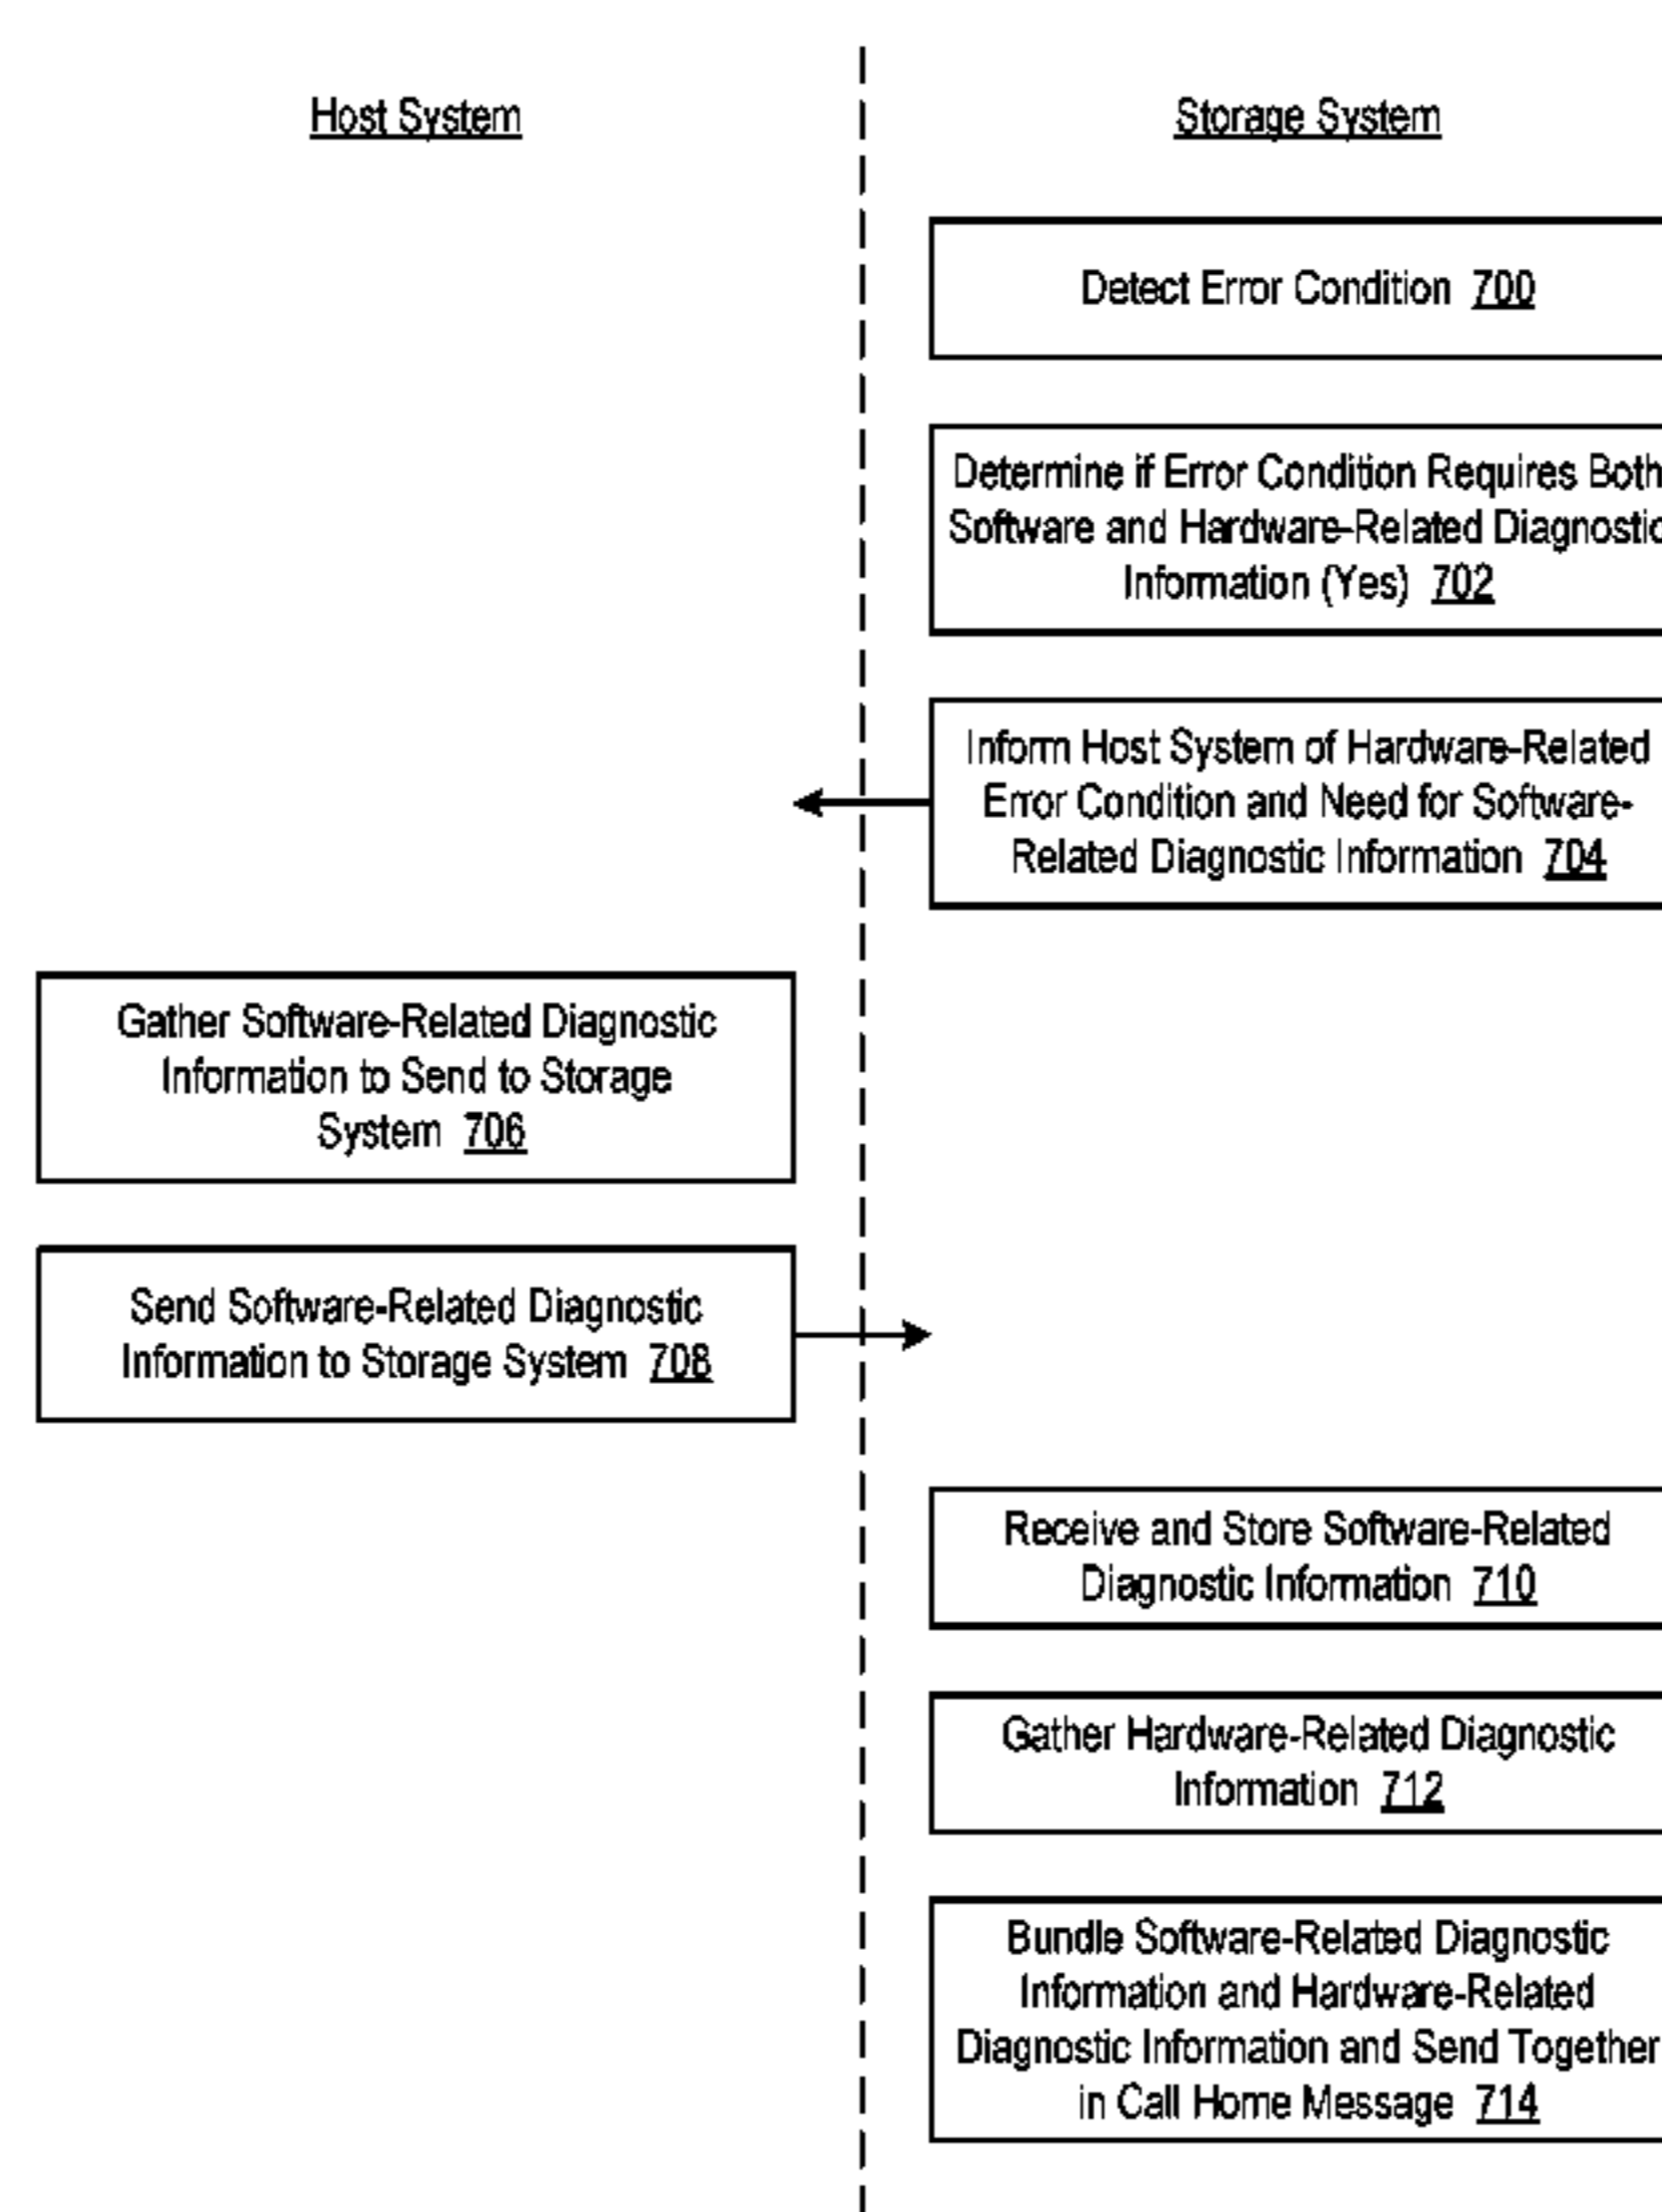 Host System
Storage System
Detect Error Condition 700
Determine if Error Condition Requires Both
Software and Hardware-Related Diagnostic
Information (Yes) 702
Inform Host System of Hardware-Related
Error Condition and Need for Software-
Related Diagnostic Information 704
Gather Software-Related Diagnostic
Information to Send to Storage
System 706
Send Software-Related Diagnostic
Information to Storage System 708
Receive and Store Software-Related
Diagnostic Information 710
Gather Hardware-Related Diagnostic
Information 712
Bundle Software-Related Diagnostic
Information and Hardware-Related
Diagnostic Information and Send Together
in Call Home Message 714